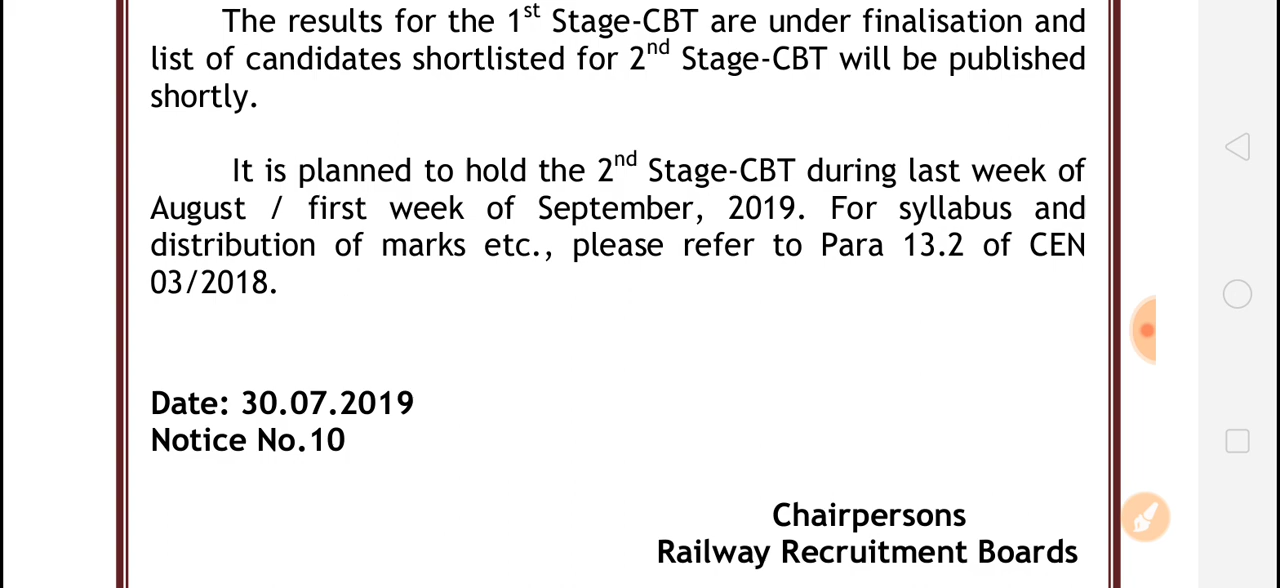 The results for the 1st Stage-CBT are under finalisation and
list of candidates shortlisted for 2nd Stage-CBT will be published
shortly.
It is planned to hold the 2nd Stage-CBT during last week of
August / first week of September, 2019. For syllabus and
distribution of marks etc., please refer to Para 13.2 of CEN
03/2018.
Date: 30.07.2019
Notice No.10
Chairpersons
Railway Recruitment Boards